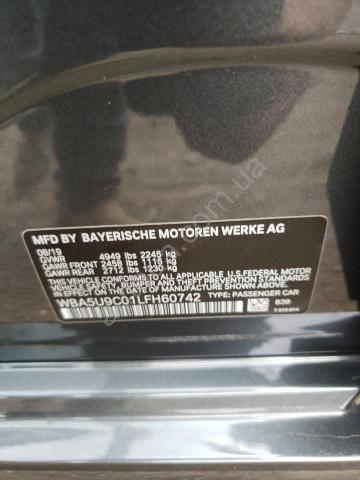 MFD BY BAYERISCHE MOTOREN WERKE AG
08/19
GVWR 4949 lbs 2245 kg
GAWR FRONT 2458 lbs 1115 kg
GAWR REAR 2712 lbs 1230 kg
THIS VEHICLE CONFORMS TO ALL APPLICABLE U.S.FEDERAL MOTOR
VEHICLE SAFETY, BUMPER, AND THEFT PREVENTION STANDARDS IN
EFFECT ON THE DATE OF MANUFACTURE SHOWN ABOVE.
WBA5U9C01LFH60742 TYPE: PASSENGER CAR B39